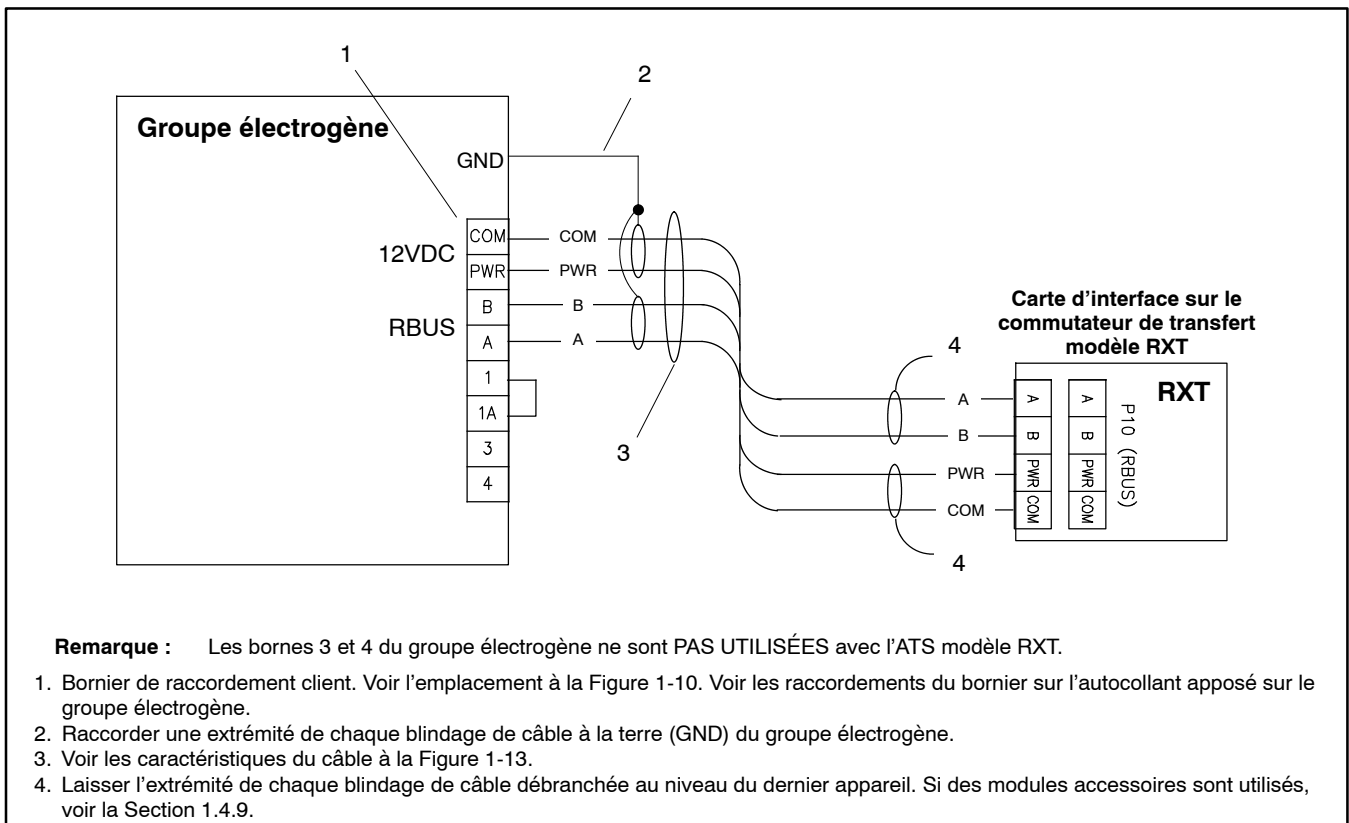 1
2
Groupe électrogène
GND
12VDC
COM
COM
PWR
PWR
RBUS
B
B
A
A
1
1A
3
4
3
Carte d’interface sur le
commutateur de transfert
modèle RXT
4
RXT
A
A
A
B
B
B
PWR
PWR
PWR
COM
COM
COM
P10 (RBUS)
4
Remarque : Les bornes 3 et 4 du groupe électrogène ne sont PAS UTILISÉES avec l’ATS modèle RXT.
1. Bornier de raccordement client. Voir l’emplacement à la Figure 1-10. Voir les raccordements du bornier sur l’autocollant apposé sur le
groupe électrogène.
2. Raccorder une extrémité de chaque blindage de câble à la terre (GND) du groupe électrogène.
3. Voir les caractéristiques du câble à la Figure 1-13.
4. Laisser l’extrémité de chaque blindage de câble débranchée au niveau du dernier appareil. Si des modules accessoires sont utilisés,
voir la Section 1.4.9.